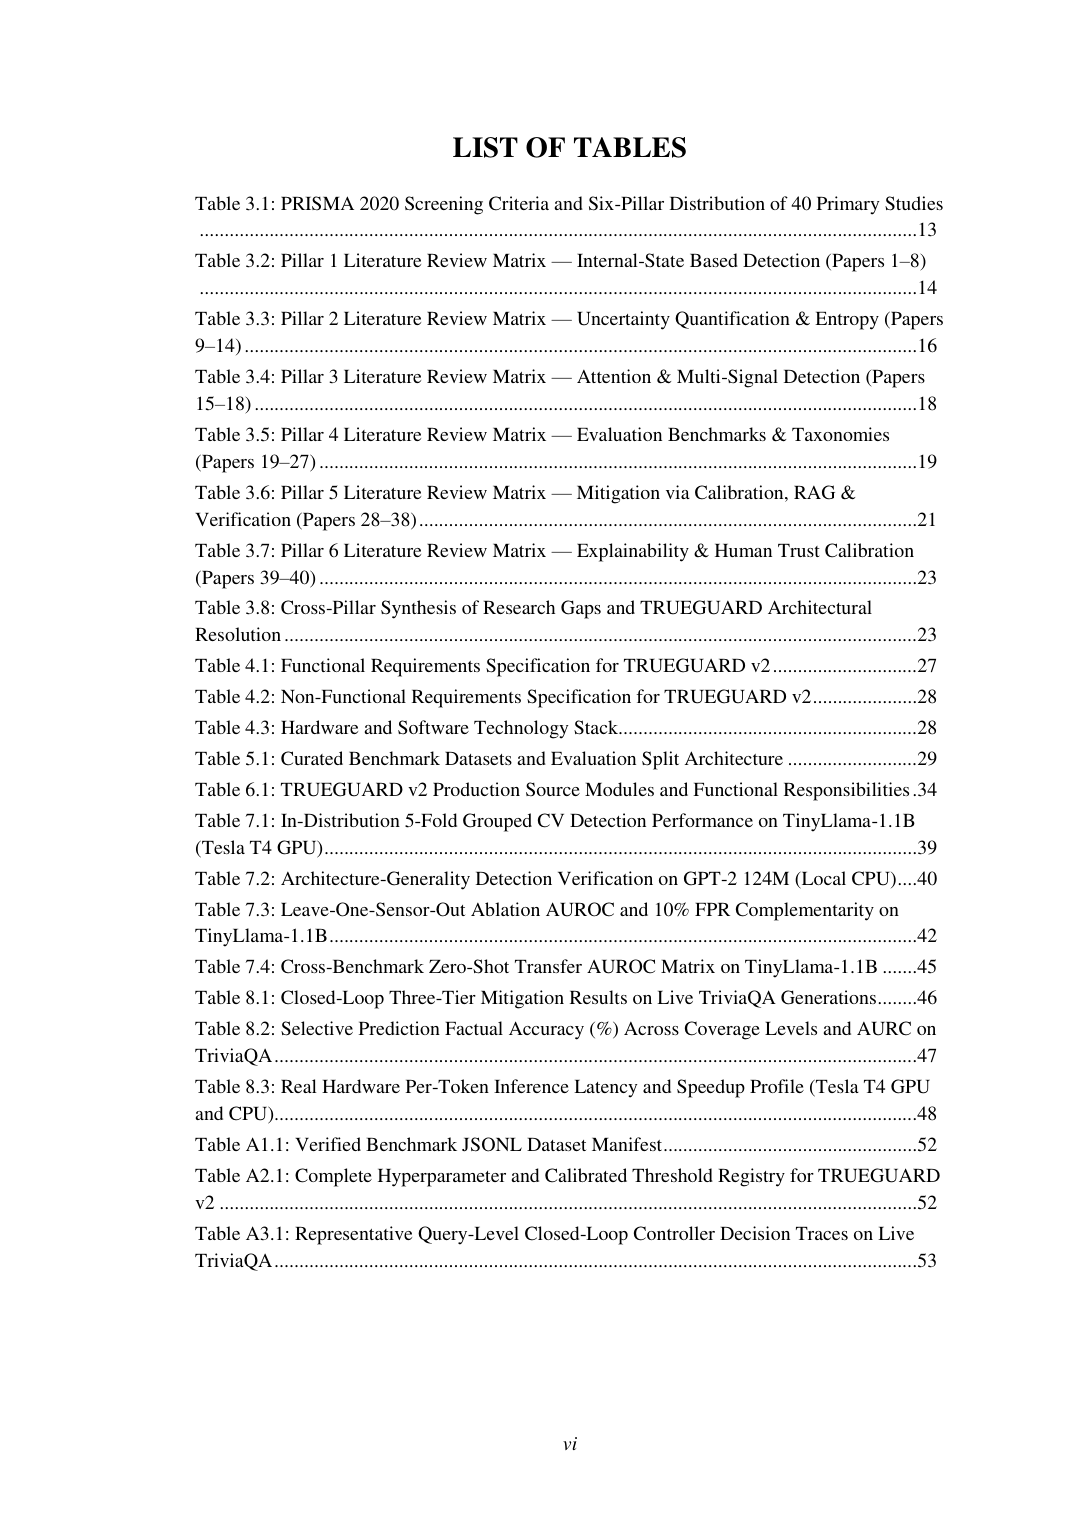 LIST OF TABLES
Table 3.1: PRISMA 2020 Screening Criteria and Six-Pillar Distribution of 40 Primary Studies
................................................................................................................................................13
Table 3.2: Pillar 1 Literature Review Matrix — Internal-State Based Detection (Papers 1–8)
................................................................................................................................................14
Table 3.3: Pillar 2 Literature Review Matrix — Uncertainty Quantification & Entropy (Papers
9–14).......................................................................................................................................16
Table 3.4: Pillar 3 Literature Review Matrix — Attention & Multi-Signal Detection (Papers
15–18).....................................................................................................................................18
Table 3.5: Pillar 4 Literature Review Matrix — Evaluation Benchmarks & Taxonomies
(Papers 19–27)........................................................................................................................19
Table 3.6: Pillar 5 Literature Review Matrix — Mitigation via Calibration, RAG &
Verification (Papers 28–38)....................................................................................................21
Table 3.7: Pillar 6 Literature Review Matrix — Explainability & Human Trust Calibration
(Papers 39–40)........................................................................................................................23
Table 3.8: Cross-Pillar Synthesis of Research Gaps and TRUEGUARD Architectural
Resolution...............................................................................................................................23
Table 4.1: Functional Requirements Specification for TRUEGUARD v2.............................27
Table 4.2: Non-Functional Requirements Specification for TRUEGUARD v2.....................28
Table 4.3: Hardware and Software Technology Stack............................................................28
Table 5.1: Curated Benchmark Datasets and Evaluation Split Architecture ..........................29
Table 6.1: TRUEGUARD v2 Production Source Modules and Functional Responsibilities.34
Table 7.1: In-Distribution 5-Fold Grouped CV Detection Performance on TinyLlama-1.1B
(Tesla T4 GPU).......................................................................................................................39
Table 7.2: Architecture-Generality Detection Verification on GPT-2 124M (Local CPU)....40
Table 7.3: Leave-One-Sensor-Out Ablation AUROC and 10% FPR Complementarity on
TinyLlama-1.1B......................................................................................................................42
Table 7.4: Cross-Benchmark Zero-Shot Transfer AUROC Matrix on TinyLlama-1.1B .......45
Table 8.1: Closed-Loop Three-Tier Mitigation Results on Live TriviaQA Generations........46
Table 8.2: Selective Prediction Factual Accuracy (%) Across Coverage Levels and AURC on
TriviaQA.................................................................................................................................47
Table 8.3: Real Hardware Per-Token Inference Latency and Speedup Profile (Tesla T4 GPU
and CPU).................................................................................................................................48
Table A1.1: Verified Benchmark JSONL Dataset Manifest...................................................52
Table A2.1: Complete Hyperparameter and Calibrated Threshold Registry for TRUEGUARD
v2 ............................................................................................................................................52
Table A3.1: Representative Query-Level Closed-Loop Controller Decision Traces on Live
TriviaQA.................................................................................................................................53
vi